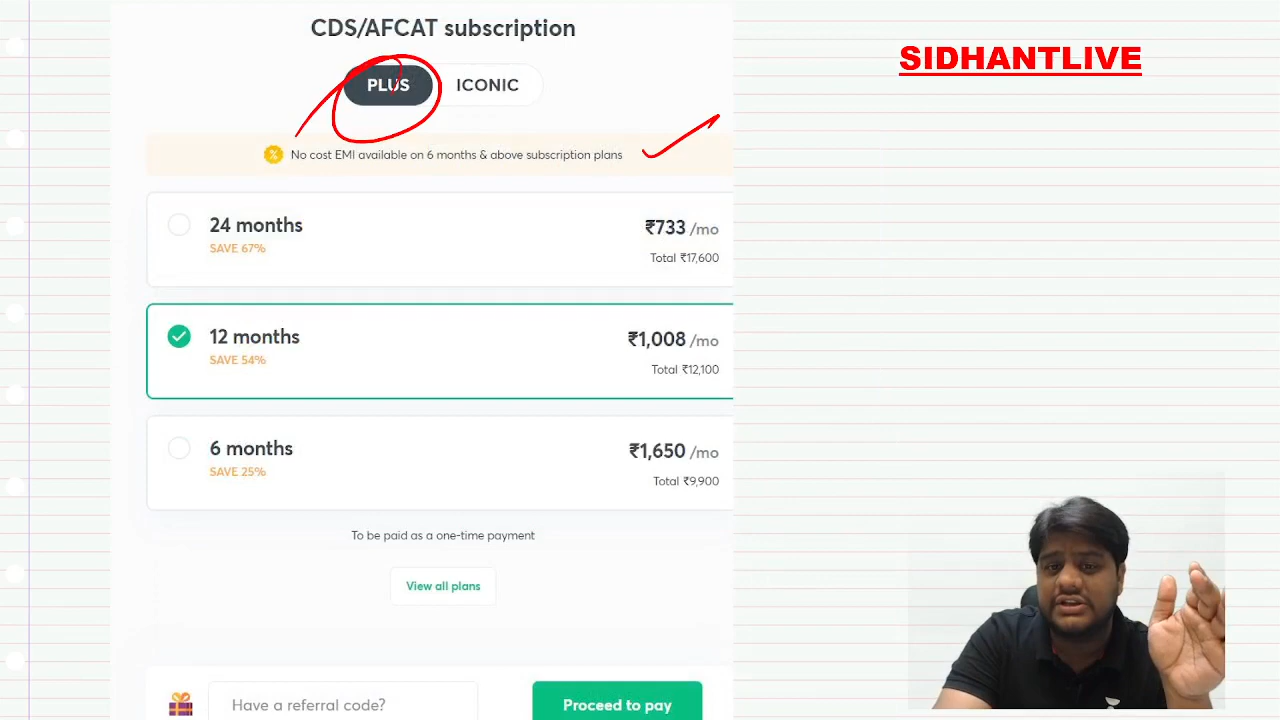 CDS/AFCAT subscription
SIDHANTLIVE
PLUS ICONIC
No cost EMI available on 6 months & above subscription plans
24 months ₹733 /mo
SAVE 67% Total ₹17,600
12 months ₹1,008 /mo
SAVE 54% Total ₹12,100
6 months ₹1,650 /mo
SAVE 25% Total ₹9,900
To be paid as a one-time payment
View all plans
Have a referral code? Proceed to pay